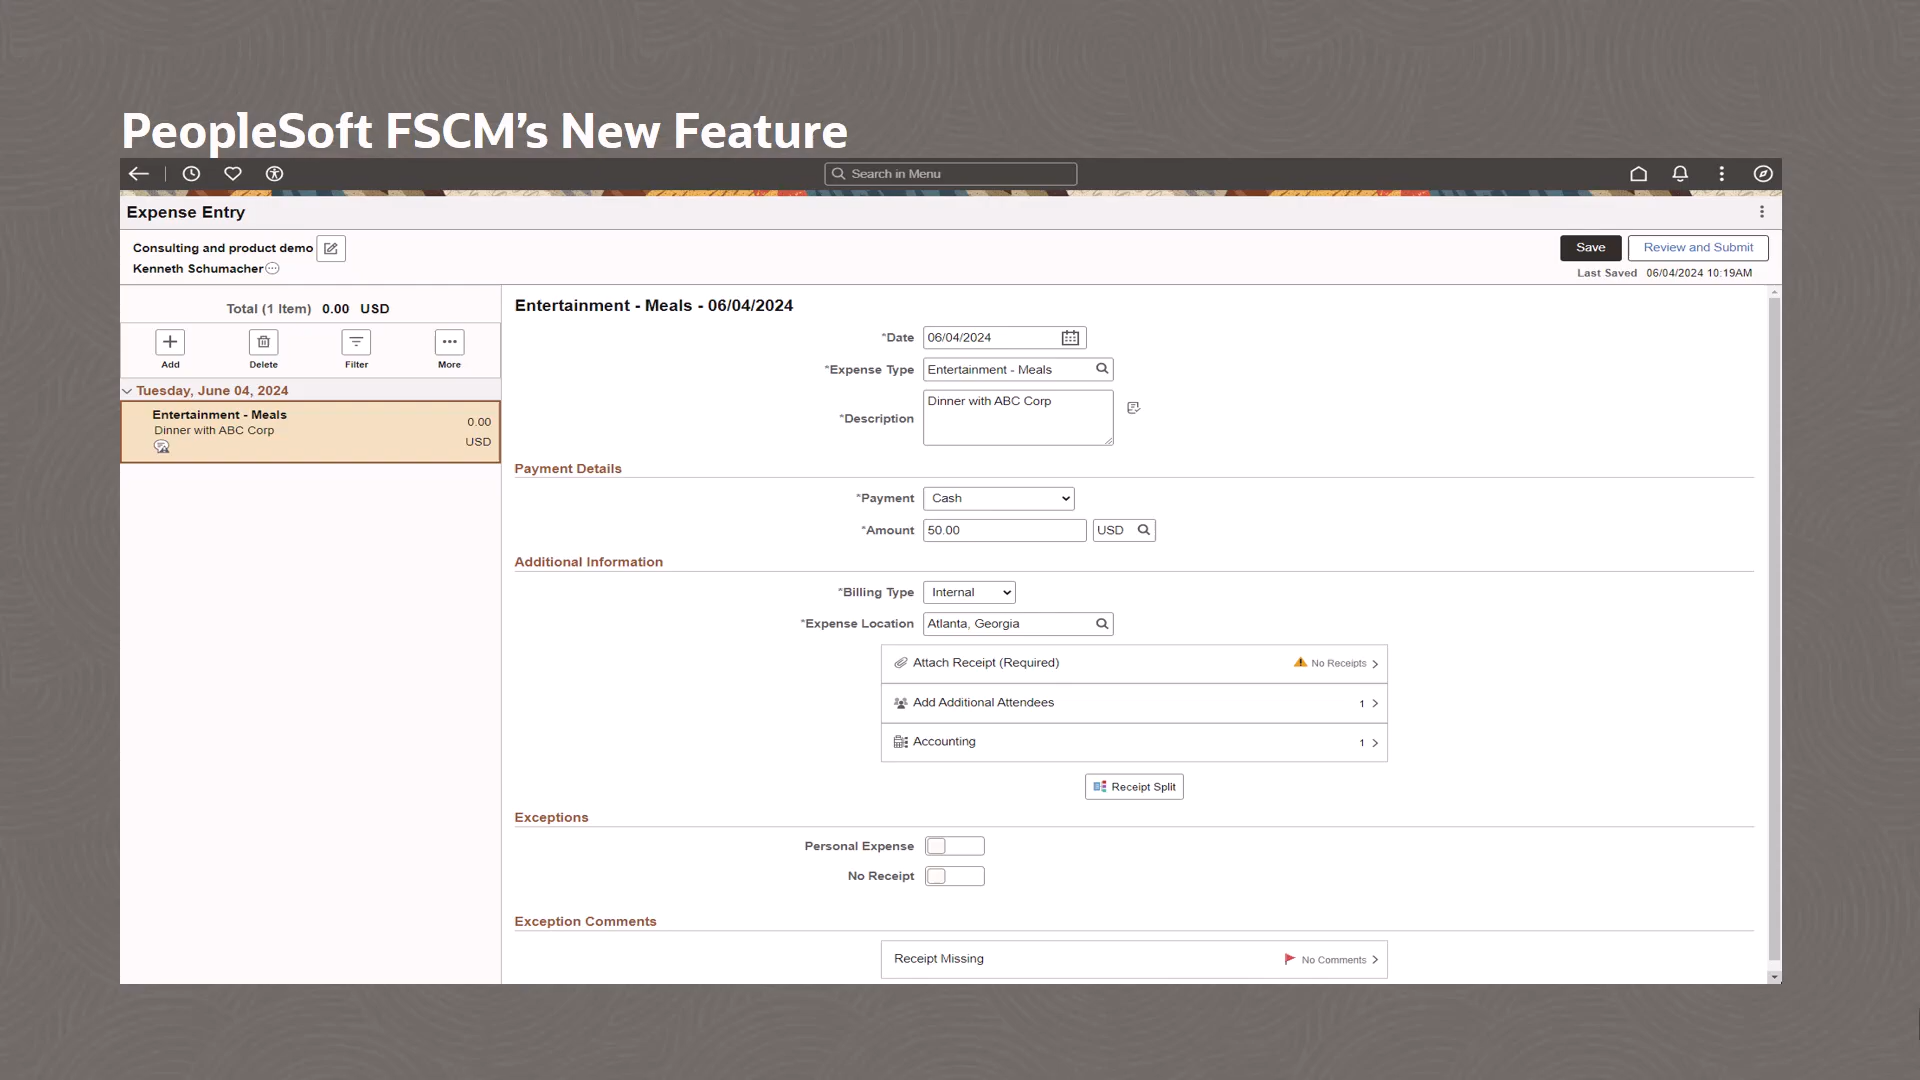 PeopleSoft FSCM’s New Feature
Search in Menu
Expense Entry
Consulting and product demo
Kenneth Schumacher
Save
Review and Submit
Last Saved 06/04/2024 10:19AM
Total (1 Item) 0.00 USD
Add
Delete
Filter
More
Tuesday, June 04, 2024
Entertainment - Meals
Dinner with ABC Corp
0.00
USD
Entertainment - Meals - 06/04/2024
*Date 06/04/2024
*Expense Type Entertainment - Meals
*Description Dinner with ABC Corp
Payment Details
*Payment Cash
*Amount 50.00 USD
Additional Information
*Billing Type Internal
*Expense Location Atlanta, Georgia
Attach Receipt (Required) No Receipts
Add Additional Attendees 1
Accounting 1
Receipt Split
Exceptions
Personal Expense
No Receipt
Exception Comments
Receipt Missing No Comments